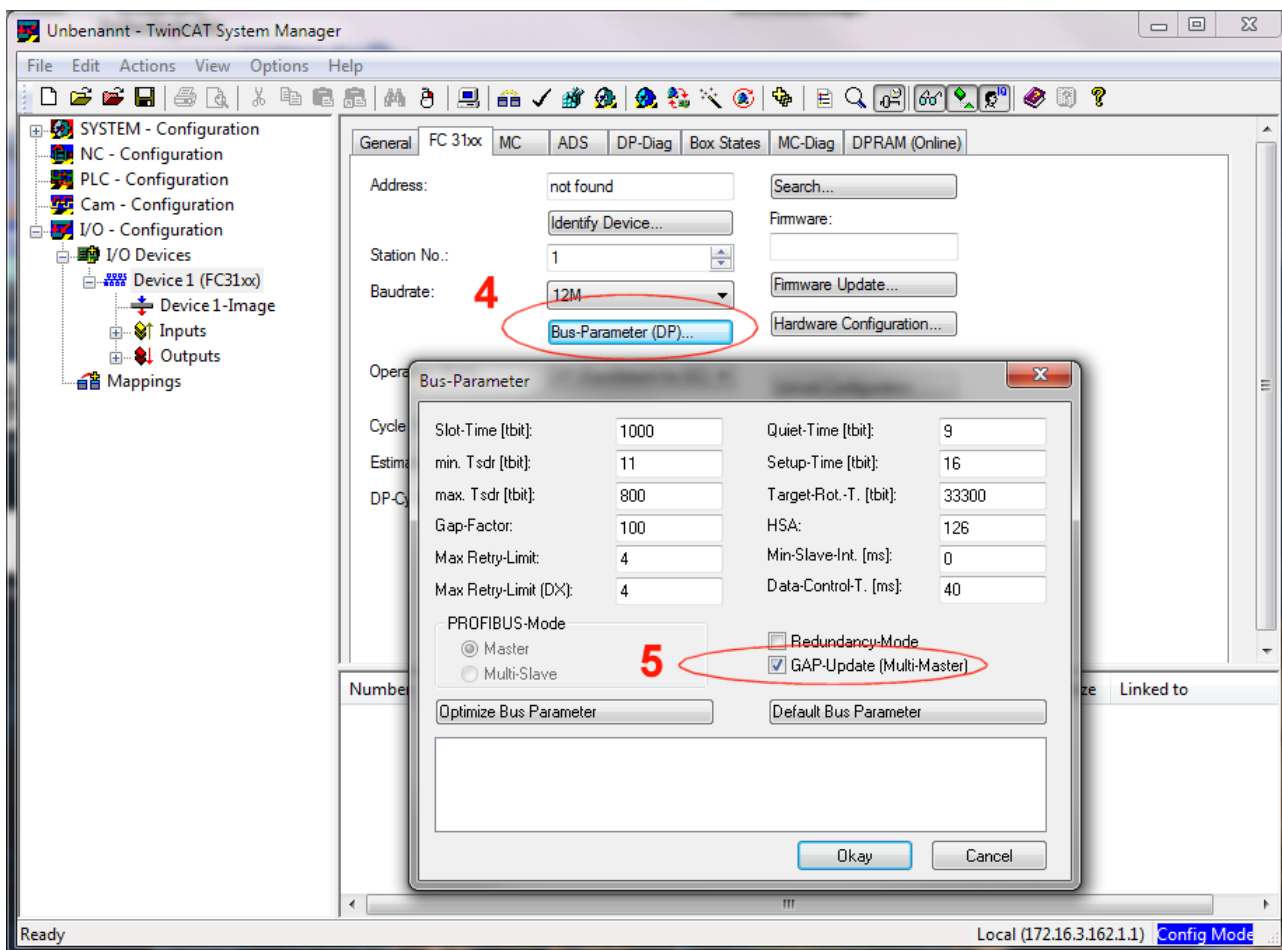 Unbenannt - TwinCAT System Manager
File Edit Actions View Options Help
SYSTEM - Configuration
NC - Configuration
PLC - Configuration
Cam - Configuration
I/O - Configuration
I/O Devices
Device 1 (FC31xx)
Device 1-Image
Inputs
Outputs
Mappings
General FC 31xx MC ADS DP-Diag Box States MC-Diag DPRAM (Online)
Address: not found Search...
Identify Device... Firmware:
Station No.: 1
Baudrate: 4 12M Firmware Update...
Bus-Parameter (DP)... Hardware Configuration...
Opera
Cycle
Estima
DP-Cy
Bus-Parameter
Slot-Time [tbit]: 1000 Quiet-Time [tbit]: 9
min. Tsdr [tbit]: 11 Setup-Time [tbit]: 16
max. Tsdr [tbit]: 800 Target-Rot.-T. [tbit]: 33300
Gap-Factor: 100 HSA: 126
Max Retry-Limit: 4 Min-Slave-Int. [ms]: 0
Max Retry-Limit (DX): 4 Data-Control-T. [ms]: 40
PROFIBUS-Mode
Master Redundancy-Mode
Multi-Slave 5 GAP-Update (Multi-Master)
Optimize Bus Parameter Default Bus Parameter
Okay Cancel
Number ze Linked to
Ready Local (172.16.3.162.1.1) Config Mode